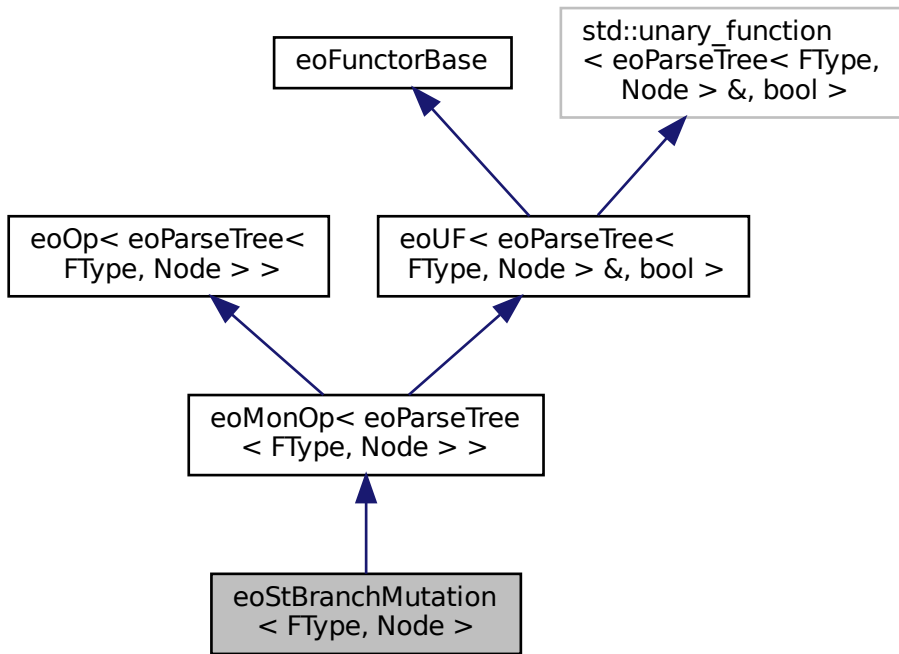 eoFunctorBase
std::unary_function
< eoParseTree< FType,
Node > &, bool >
eoOp< eoParseTree<
FType, Node > >
eoUF< eoParseTree<
FType, Node > &, bool >
eoMonOp< eoParseTree
< FType, Node > >
eoStBranchMutation
< FType, Node >